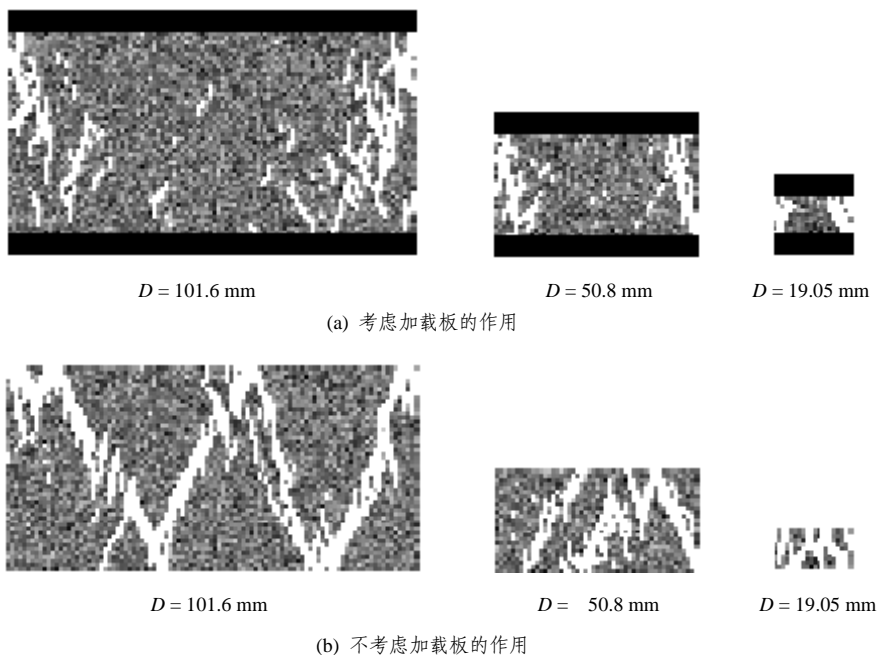 D = 101.6 mm D = 50.8 mm D = 19.05 mm
(a) 考虑加载板的作用
D = 101.6 mm D = 50.8 mm D = 19.05 mm
(b) 不考虑加载板的作用